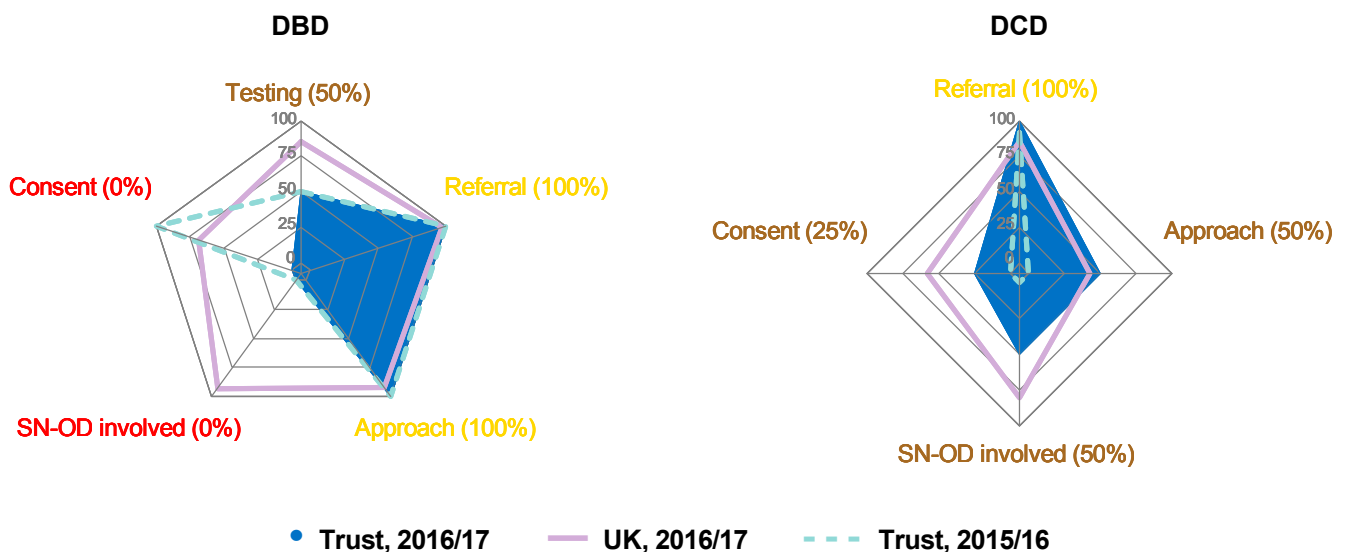 DBD
Testing (50%)
100
75
50
25
0
Consent (0%)
Referral (100%)
SN-OD involved (0%)
Approach (100%)
DCD
Referral (100%)
100
75
50
25
0
Consent (25%)
Approach (50%)
SN-OD involved (50%)
Trust, 2016/17
UK, 2016/17
Trust, 2015/16